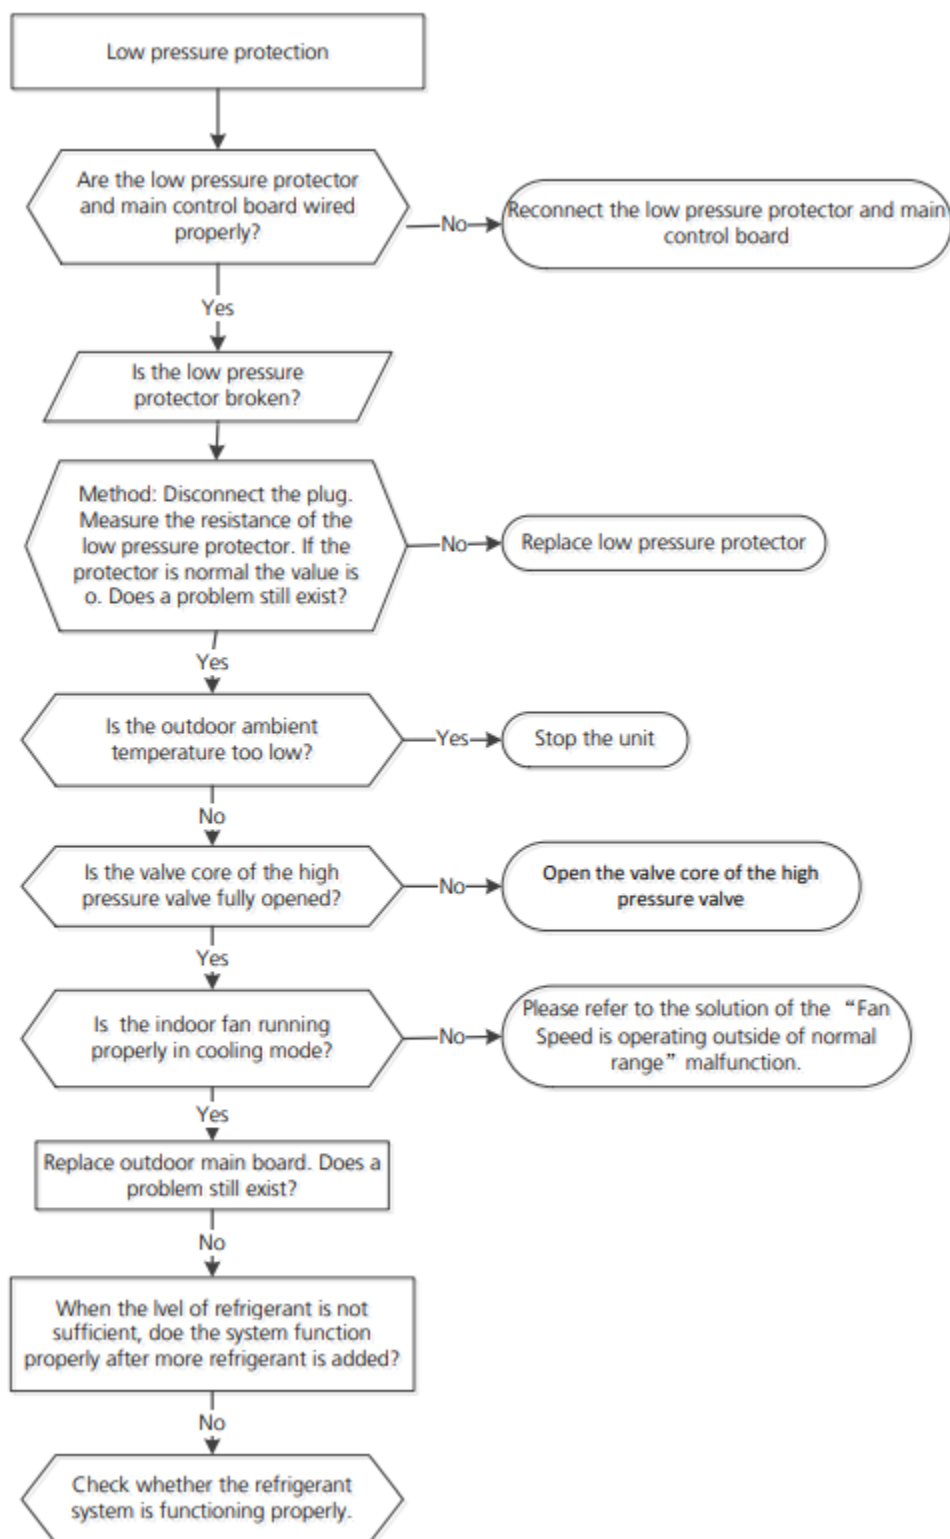 Low pressure protection
Are the low pressure protector
and main control board wired
properly?
No
Reconnect the low pressure protector and main
control board
Yes
Is the low pressure
protector broken?
Method: Disconnect the plug.
Measure the resistance of the
low pressure protector. If the
protector is normal the value is
o. Does a problem still exist?
No
Replace low pressure protector
Yes
Is the outdoor ambient
temperature too low?
Yes
Stop the unit
No
Is the valve core of the high
pressure valve fully opened?
No
Open the valve core of the high
pressure valve
Yes
Is the indoor fan running
properly in cooling mode?
No
Please refer to the solution of the “Fan
Speed is operating outside of normal
range” malfunction.
Yes
Replace outdoor main board. Does a
problem still exist?
No
When the lvel of refrigerant is not
sufficient, doe the system function
properly after more refrigerant is added?
No
Check whether the refrigerant
system is functioning properly.